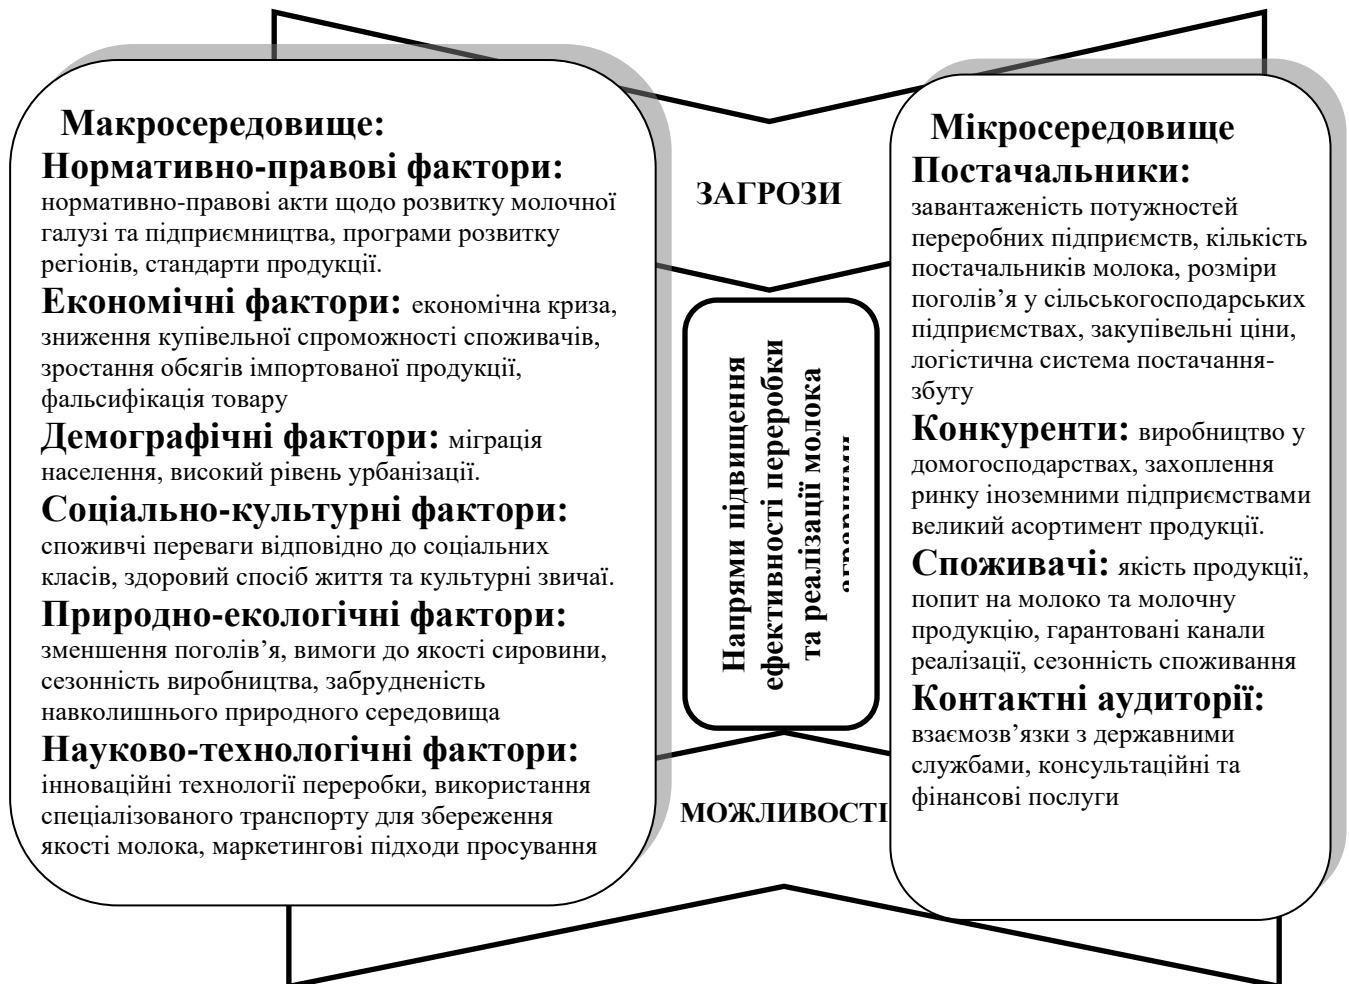 Макросередовище:
Нормативно-правові фактори:
нормативно-правові акти щодо розвитку молочної
галузі та підприємництва, програми розвитку
регіонів, стандарти продукції.
Економічні фактори: економічна криза,
зниження купівельної спроможності споживачів,
зростання обсягів імпортованої продукції,
фальсифікація товару
Демографічні фактори: міграція
населення, високий рівень урбанізації.
Соціально-культурні фактори:
споживчі переваги відповідно до соціальних
класів, здоровий спосіб життя та культурні звичаї.
Природно-екологічні фактори:
зменшення поголів’я, вимоги до якості сировини,
сезонність виробництва, забрудненість
навколишнього природного середовища
Науково-технологічні фактори:
інноваційні технології переробки, використання
спеціалізованого транспорту для збереження
якості молока, маркетингові підходи просування
ЗАГРОЗИ
Напрями підвищення
ефективності переробки
та реалізації молока
МОЖЛИВОСТІ
Мікросередовище
Постачальники:
завантаженість потужностей
переробних підприємств, кількість
постачальників молока, розміри
поголів’я у сільськогосподарських
підприємствах, закупівельні ціни,
логістична система постачання-
збуту
Конкуренти: виробництво у
домогосподарствах, захоплення
ринку іноземними підприємствами
великий асортимент продукції.
Споживачі: якість продукції,
попит на молоко та молочну
продукцію, гарантовані канали
реалізації, сезонність споживання
Контактні аудиторії:
взаємозв’язки з державними
службами, консультаційні та
фінансові послуги